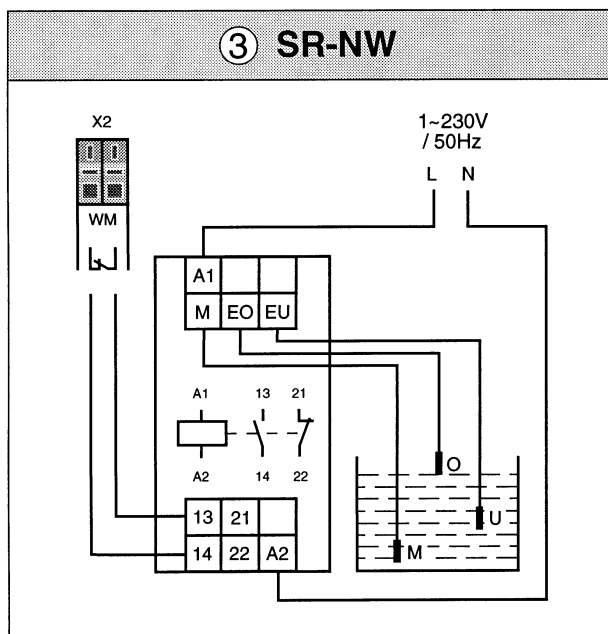 ③ SR-NW
X2
WM
1~230V
/ 50Hz
L N
A1
M EO EU
A1 13 21
A2 14 22
13 21
14 22 A2
O
U
M